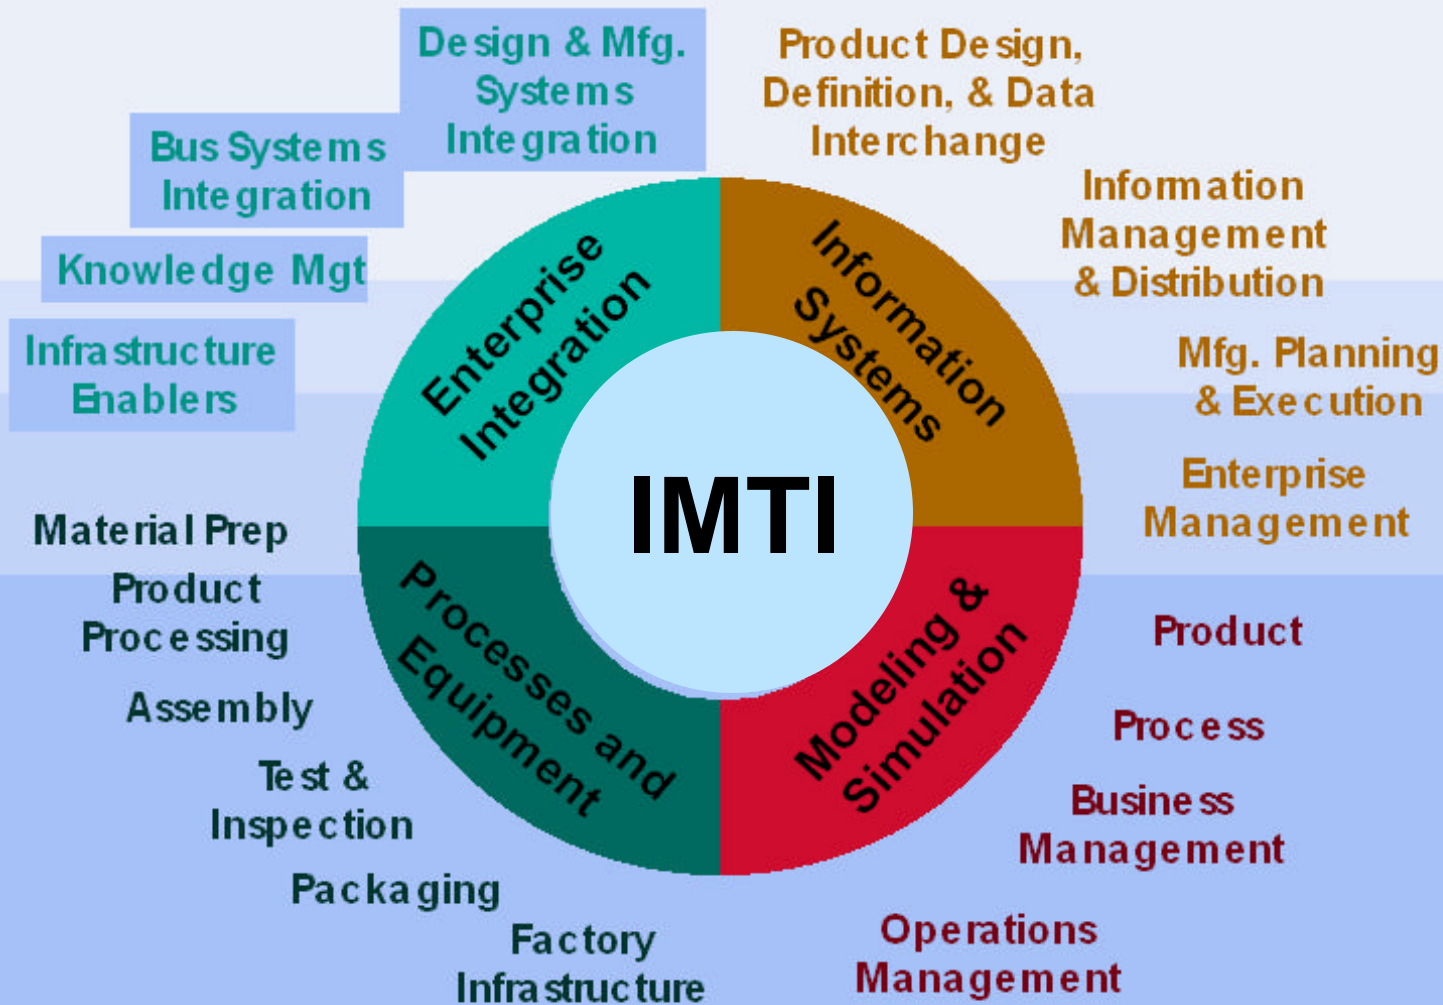 Design & Mfg.
Systems
Integration
Product Design,
Definition, & Data
Interchange
Bus Systems
Integration
Information
Management
& Distribution
Knowledge Mgt
Infrastructure
Enablers
Mfg. Planning
& Execution
Enterprise
Management
Enterprise
Integration
Information
Systems
IMTI
Processes and
Equipment
Modeling &
Simulation
Material Prep
Product
Processing
Assembly
Test &
Inspection
Packaging
Factory
Infrastructure
Product
Process
Business
Management
Operations
Management